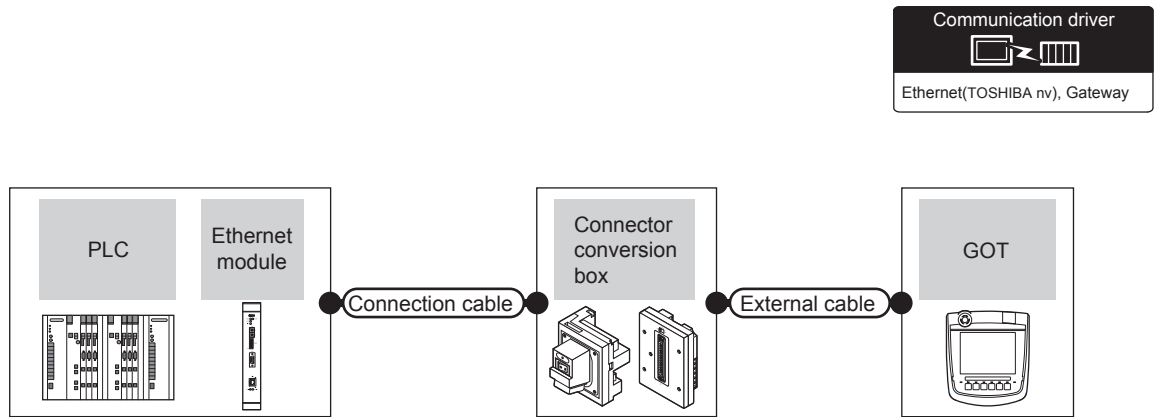 Communication driver
Ethernet(TOSHIBA nv), Gateway
PLC
Ethernet
module
Connection cable
Connector
conversion
box
External cable
GOT